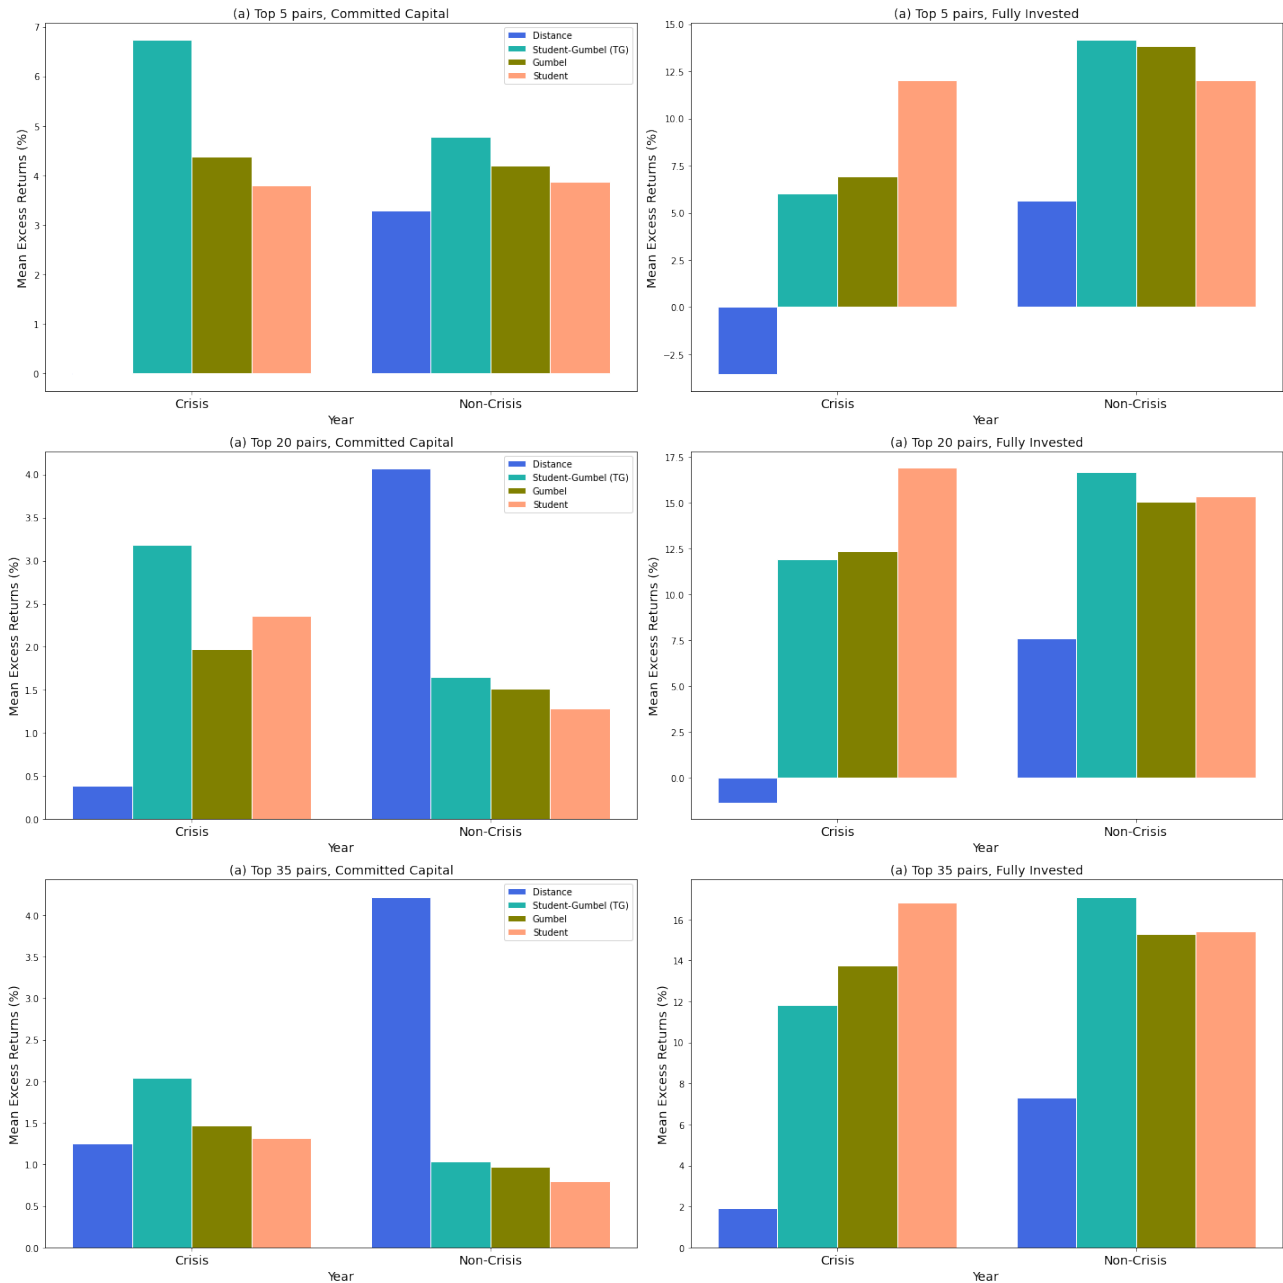 (a) Top 5 pairs, Committed Capital
Mean Excess Returns (%)
7
6
5
4
3
2
1
0
Distance
Student-Gumbel (TG)
Gumbel
Student
Crisis
Non-Crisis
Year
(a) Top 5 pairs, Fully Invested
Mean Excess Returns (%)
15.0
12.5
10.0
7.5
5.0
2.5
0.0
−2.5
Crisis
Non-Crisis
Year
(a) Top 20 pairs, Committed Capital
Mean Excess Returns (%)
4.0
3.5
3.0
2.5
2.0
1.5
1.0
0.5
0.0
Distance
Student-Gumbel (TG)
Gumbel
Student
Crisis
Non-Crisis
Year
(a) Top 20 pairs, Fully Invested
Mean Excess Returns (%)
17.5
15.0
12.5
10.0
7.5
5.0
2.5
0.0
Crisis
Non-Crisis
Year
(a) Top 35 pairs, Committed Capital
Mean Excess Returns (%)
4.0
3.5
3.0
2.5
2.0
1.5
1.0
0.5
0.0
Distance
Student-Gumbel (TG)
Gumbel
Student
Crisis
Non-Crisis
Year
(a) Top 35 pairs, Fully Invested
Mean Excess Returns (%)
16
14
12
10
8
6
4
2
0
Crisis
Non-Crisis
Year